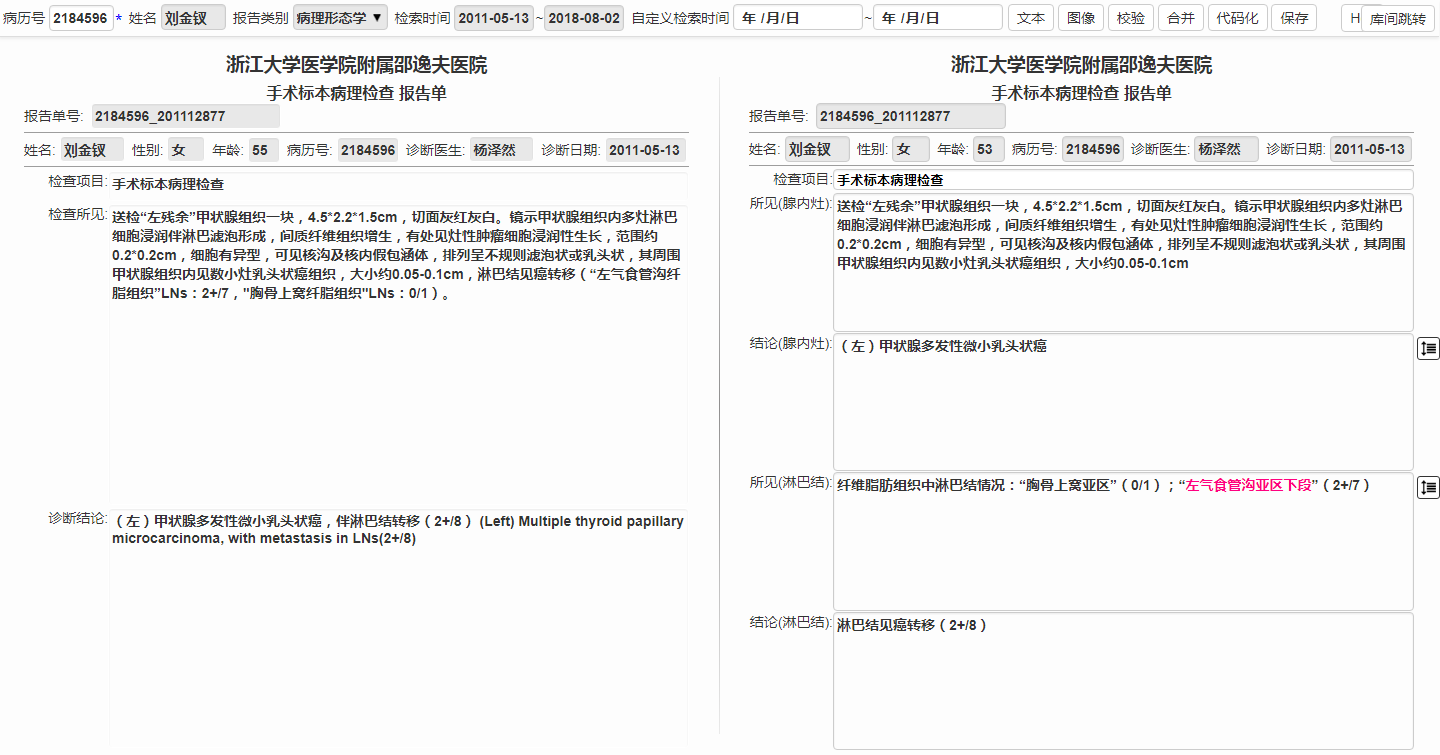 病历号 2184596 * 姓名 刘金钗 报告类别 病理形态学 ▼ 检索时间 2011-05-13 ~ 2018-08-02 自定义检索时间 年 /月/日 ~ 年 /月/日 文本 图像 校验 合并 代码化 保存 H 库间跳转
浙江大学医学院附属邵逸夫医院
手术标本病理检查 报告单
报告单号: 2184596_201112877
姓名: 刘金钗 性别: 女 年龄: 55 病历号: 2184596 诊断医生: 杨泽然 诊断日期: 2011-05-13
检查项目: 手术标本病理检查
检查所见: 送检“左残余”甲状腺组织一块，4.5*2.2*1.5cm，切面灰红灰白。镜示甲状腺组织内多灶淋巴
细胞浸润伴淋巴滤泡形成，间质纤维组织增生，有处见灶性肿瘤细胞浸润性生长，范围约
0.2*0.2cm，细胞有异型，可见核沟及核内假包涵体，排列呈不规则滤泡状或乳头状，其周围
甲状腺组织内见数小灶乳头状癌组织，大小约0.05-0.1cm，淋巴结见癌转移（“左气食管沟纤
脂组织”LNs：2+/7，"胸骨上窝纤脂组织"LNs：0/1）。
诊断结论: （左）甲状腺多发性微小乳头状癌，伴淋巴结转移（2+/8） (Left) Multiple thyroid papillary
microcarcinoma, with metastasis in LNs(2+/8)
浙江大学医学院附属邵逸夫医院
手术标本病理检查 报告单
报告单号: 2184596_201112877
姓名: 刘金钗 性别: 女 年龄: 53 病历号: 2184596 诊断医生: 杨泽然 诊断日期: 2011-05-13
检查项目: 手术标本病理检查
所见(腺内灶): 送检“左残余”甲状腺组织一块，4.5*2.2*1.5cm，切面灰红灰白。镜示甲状腺组织内多灶淋巴
细胞浸润伴淋巴滤泡形成，间质纤维组织增生，有处见灶性肿瘤细胞浸润性生长，范围约
0.2*0.2cm，细胞有异型，可见核沟及核内假包涵体，排列呈不规则滤泡状或乳头状，其周围
甲状腺组织内见数小灶乳头状癌组织，大小约0.05-0.1cm
结论(腺内灶): （左）甲状腺多发性微小乳头状癌
所见(淋巴结): 纤维脂肪组织中淋巴结情况：“胸骨上窝亚区”（0/1）；“左气食管沟亚区下段”（2+/7）
结论(淋巴结): 淋巴结见癌转移（2+/8）